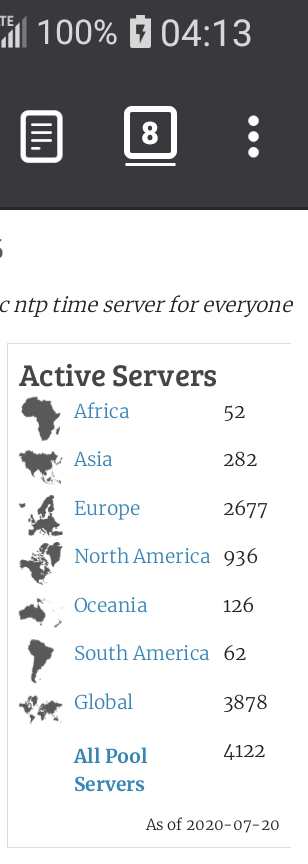 TE 100% 04:13
8
c ntp time server for everyone
Active Servers
Africa 52
Asia 282
Europe 2677
North America 936
Oceania 126
South America 62
Global 3878
All Pool 4122
Servers
As of 2020-07-20